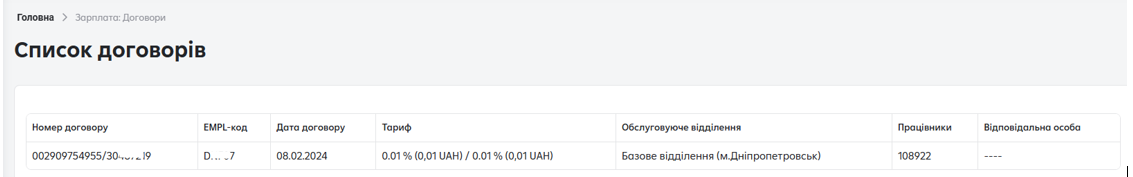 Головна > Зарплата: Договори
Список договорів
Номер договору EMPL-код Дата договору Тариф Обслуговуюче відділення Працівники Відповідальна особа
08.02.2024 0.01 % (0,01 UAH) / 0.01 % (0,01 UAH) Базове відділення (м.Дніпропетровськ) 108922 ----